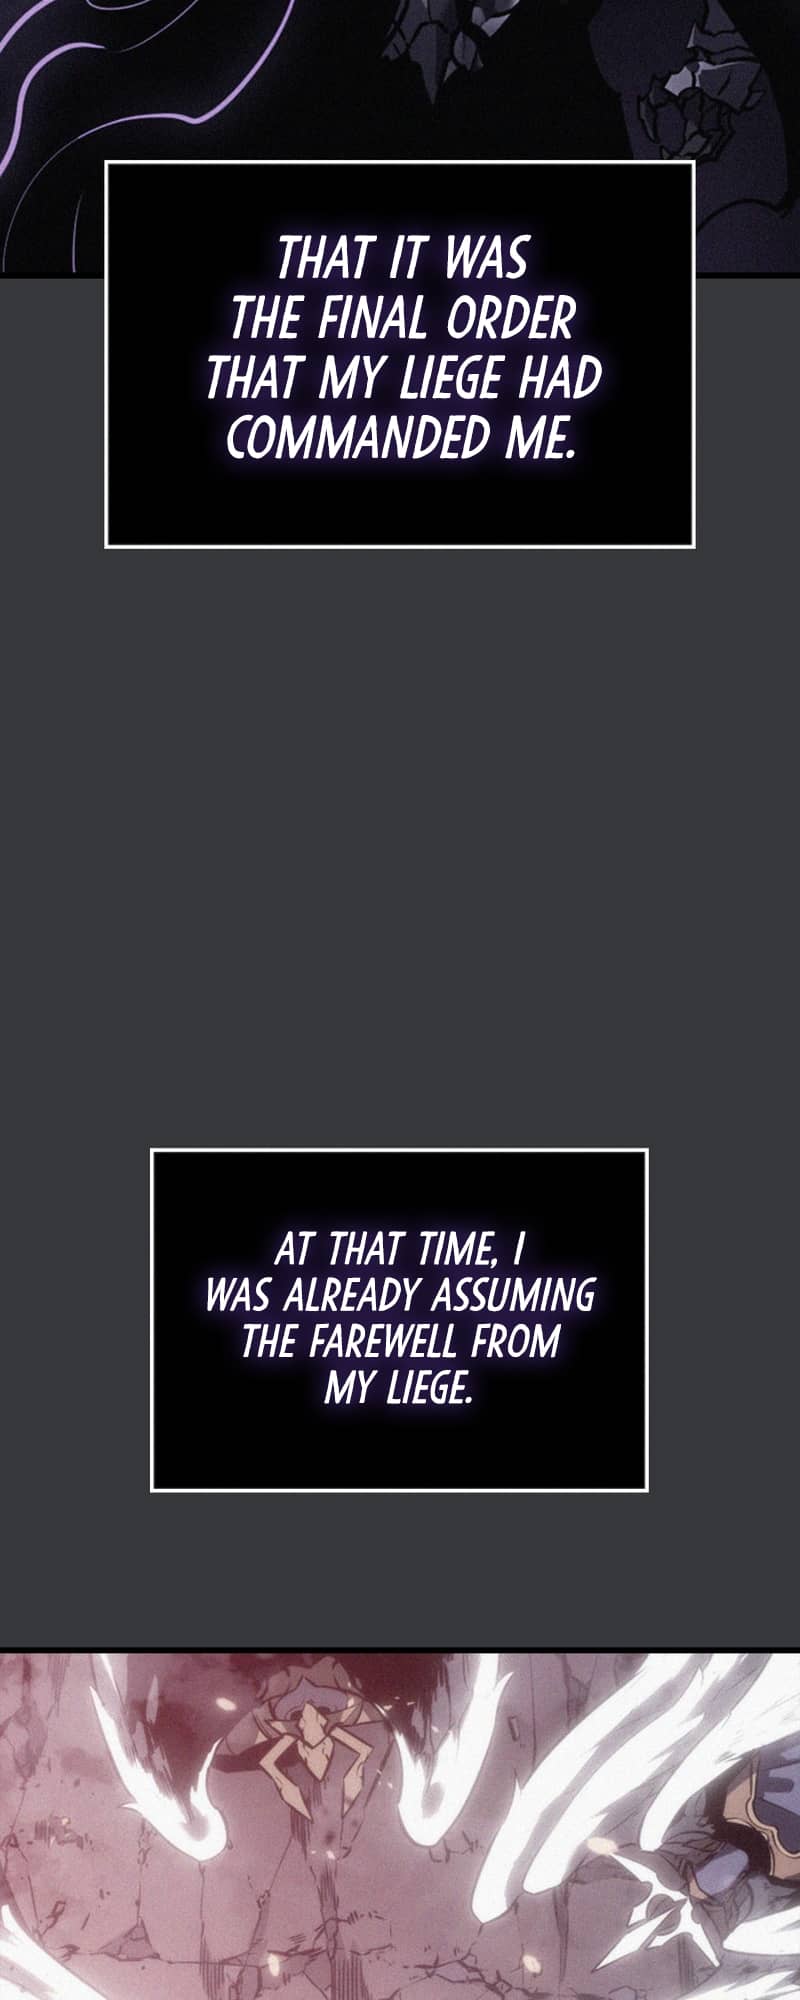 THAT IT WAS
THE FINAL ORDER
THAT MY LIEGE HAD
COMMANDED ME.
AT THAT TIME, I
WAS ALREADY ASSUMING
THE FAREWELL FROM
MY LIEGE.